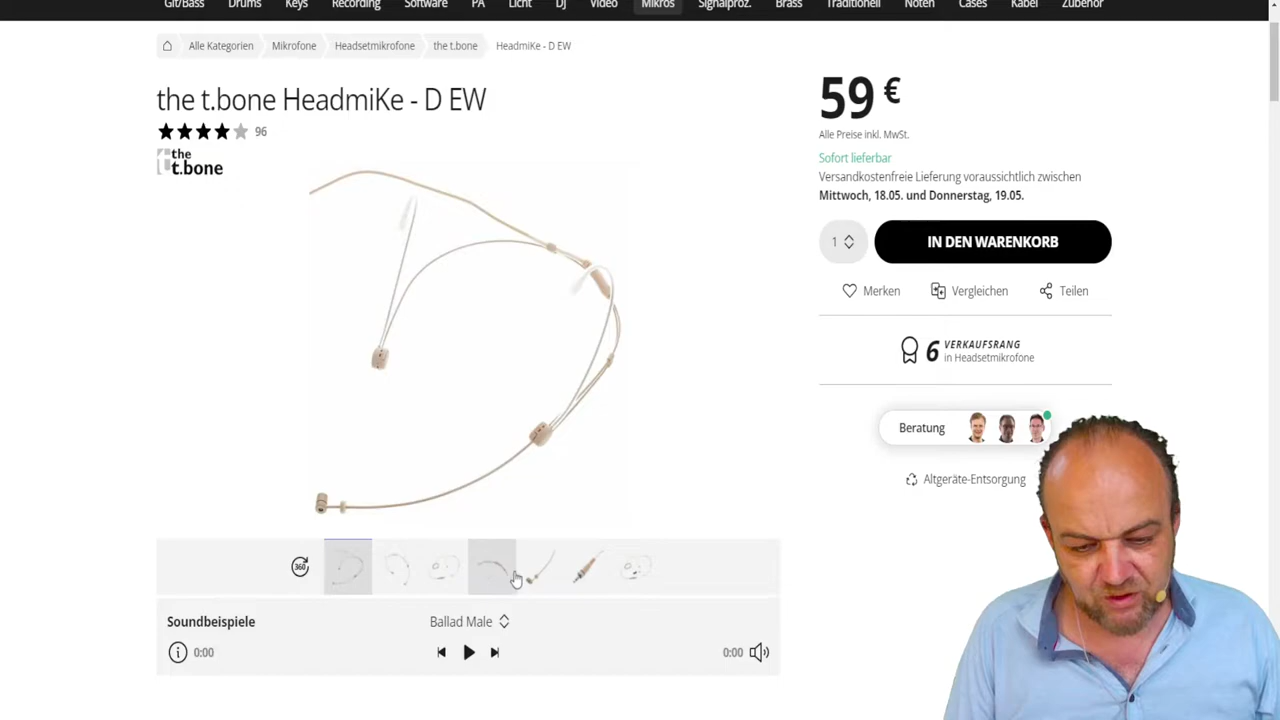 Git/Bass Drums Keys Recording Software PA Licht DJ Video Mikros Signalproz. Brass Traditionell Noten Cases Kabel Zubehör
Alle Kategorien Mikrofone Headsetmikrofone the t.bone HeadmiKe - D EW
the t.bone HeadmiKe - D EW
96
the
t.bone
59 €
Alle Preise inkl. MwSt.
Sofort lieferbar
Versandkostenfreie Lieferung voraussichtlich zwischen
Mittwoch, 18.05. und Donnerstag, 19.05.
1 IN DEN WARENKORB
Merken Vergleichen Teilen
6 VERKAUFSRANG
in Headsetmikrofone
Beratung
Altgeräte-Entsorgung
360
Soundbeispiele Ballad Male
0:00 0:00